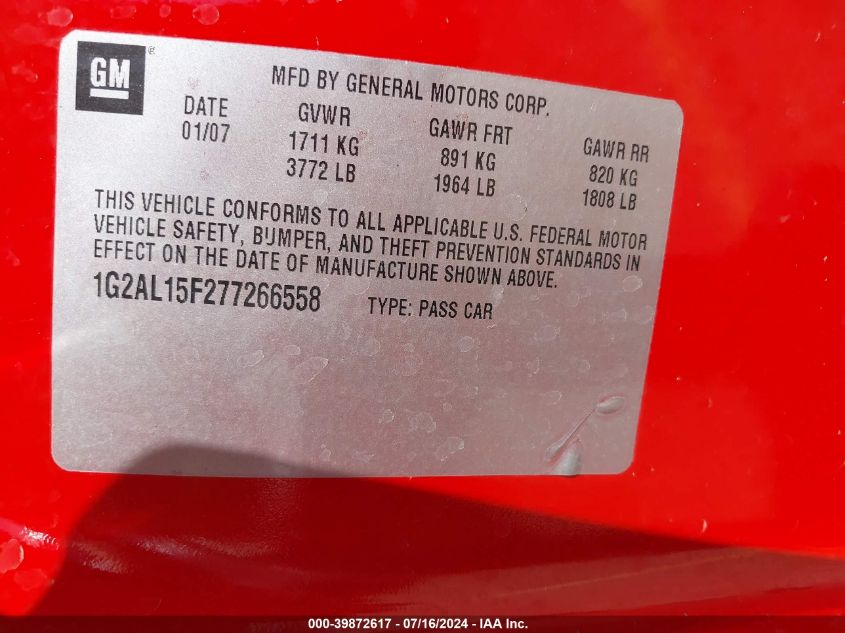 GM
MFD BY GENERAL MOTORS CORP.
DATE GVWR GAWR FRT GAWR RR
01/07 1711 KG 891 KG 820 KG
3772 LB 1964 LB 1808 LB
THIS VEHICLE CONFORMS TO ALL APPLICABLE U.S. FEDERAL MOTOR
VEHICLE SAFETY, BUMPER, AND THEFT PREVENTION STANDARDS IN
EFFECT ON THE DATE OF MANUFACTURE SHOWN ABOVE.
1G2AL15F277266558 TYPE: PASS CAR
000-39872617 - 07/16/2024 - IAA Inc.